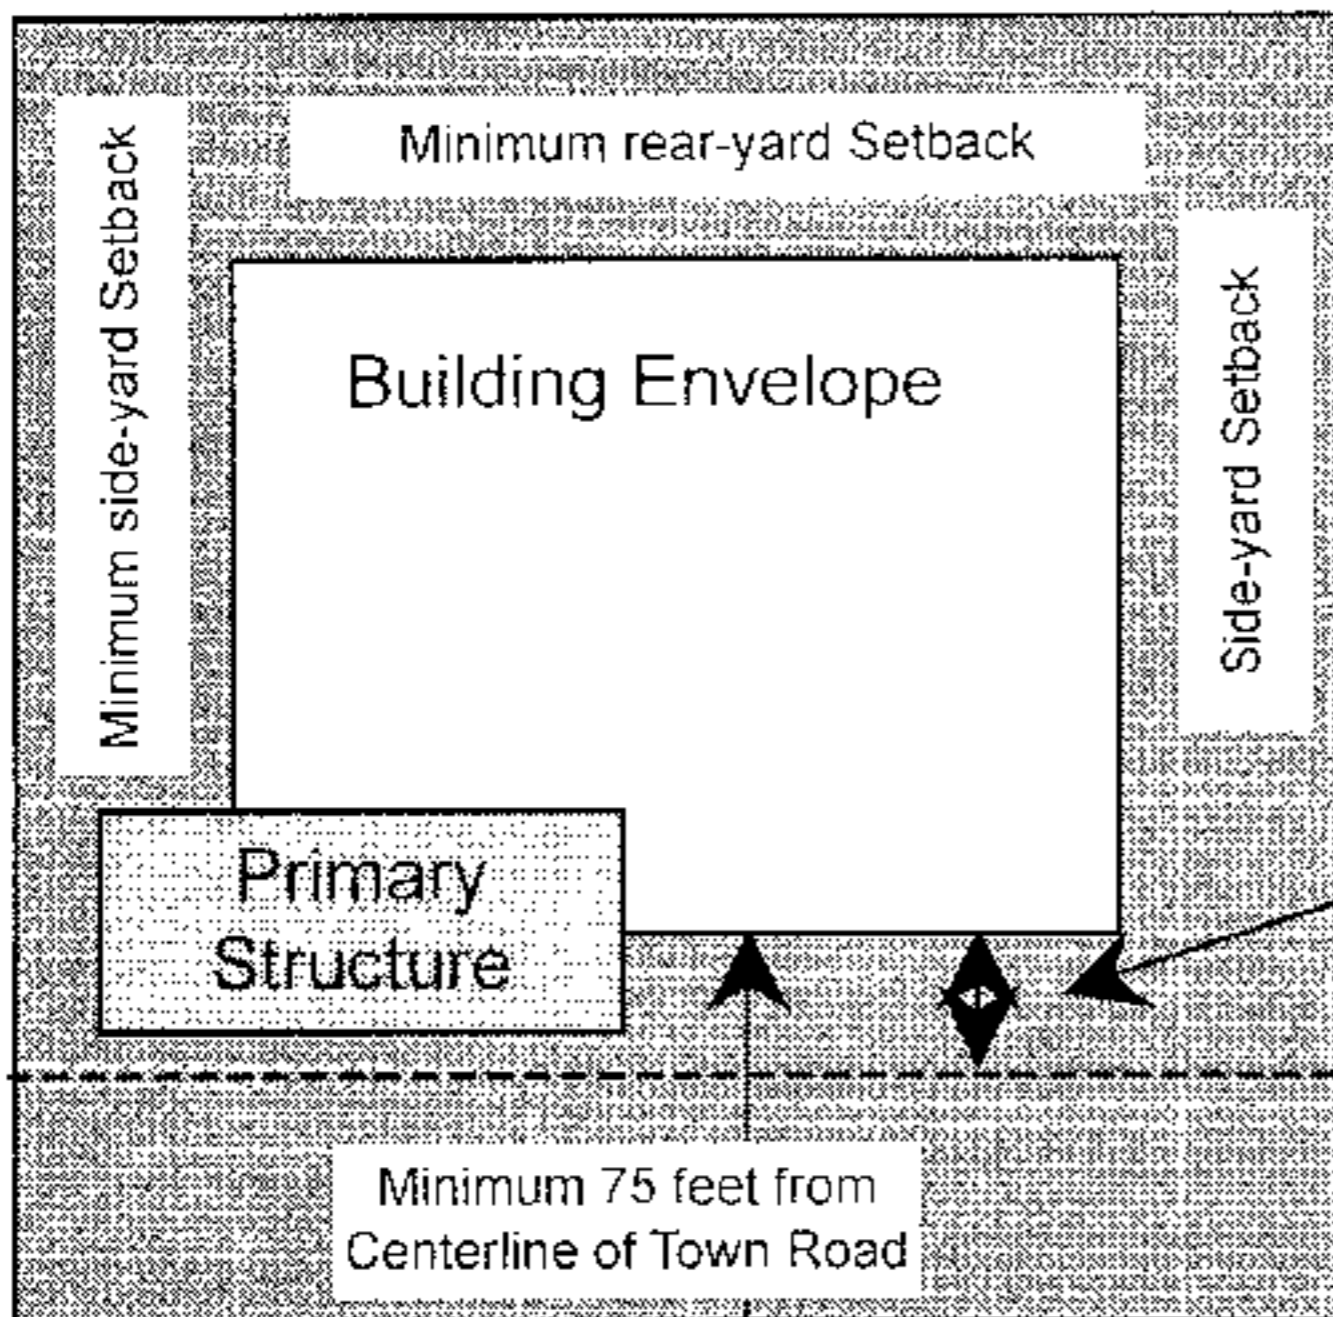 Minimum rear-yard Setback
Minimum side-yard Setback
Building Envelope
Side-yard Setback
Primary
Structure
Minimum 75 feet from
Centerline of Town Road